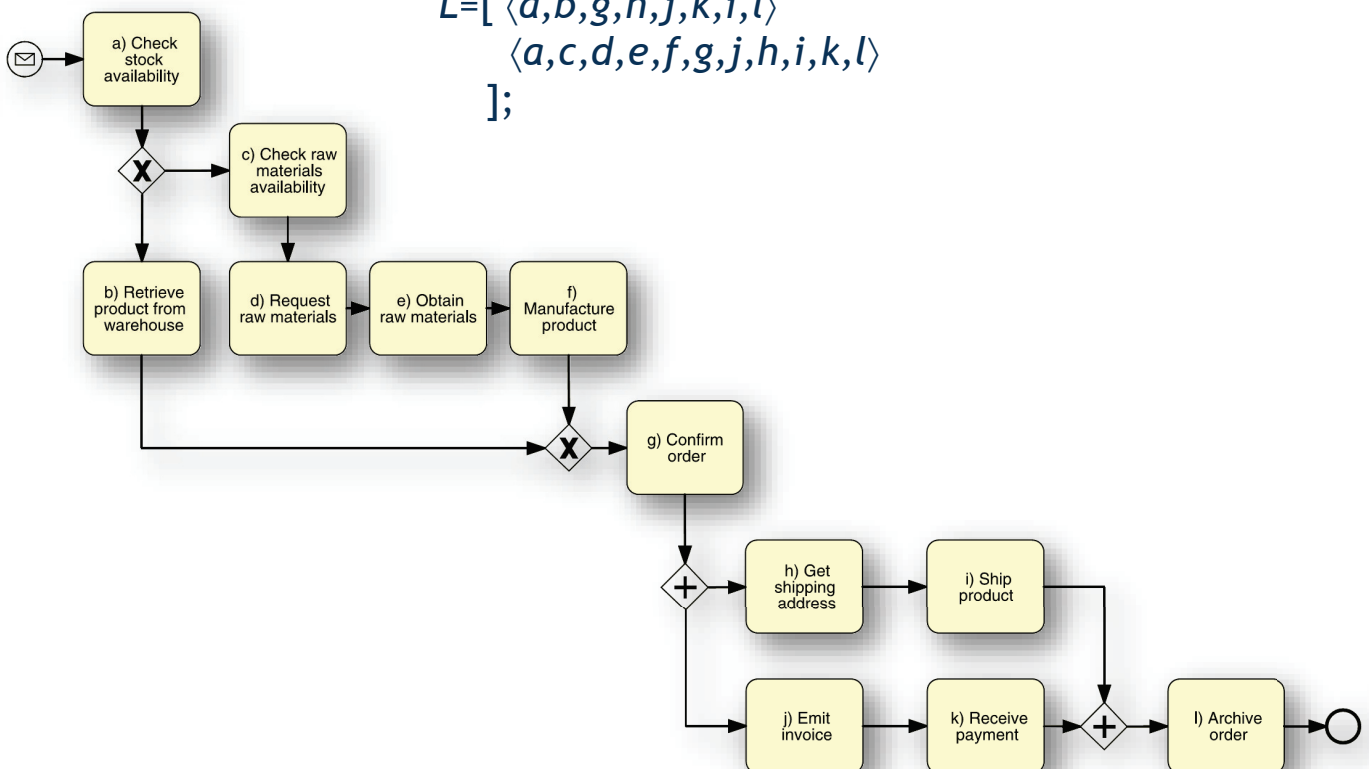 L=[ ⟨a,b,g,h,j,k,i,l⟩
⟨a,c,d,e,f,g,j,h,i,k,l⟩
];
a) Check
stock
availability
X
c) Check raw
materials
availability
b) Retrieve
product from
warehouse
d) Request
raw materials
e) Obtain
raw materials
f)
Manufacture
product
X
g) Confirm
order
+
h) Get
shipping
address
i) Ship
product
j) Emit
invoice
k) Receive
payment
+
l) Archive
order